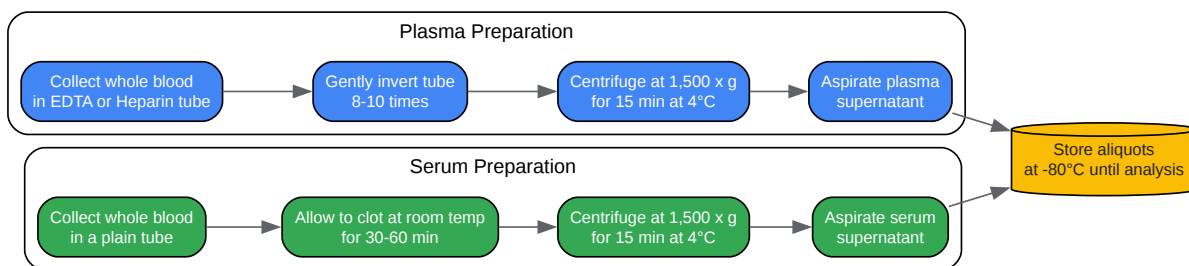 Plasma Preparation
Collect whole blood
in EDTA or Heparin tube
Gently invert tube
8-10 times
Centrifuge at 1,500 x g
for 15 min at 4°C
Aspirate plasma
supernatant
Serum Preparation
Collect whole blood
in a plain tube
Allow to clot at room temp
for 30-60 min
Centrifuge at 1,500 x g
for 15 min at 4°C
Aspirate serum
supernatant
Store aliquots
at -80°C until analysis